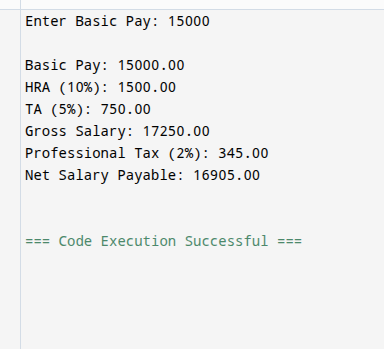 Enter Basic Pay: 15000
Basic Pay: 15000.00
HRA (10%): 1500.00
TA (5%): 750.00
Gross Salary: 17250.00
Professional Tax (2%): 345.00
Net Salary Payable: 16905.00
=== Code Execution Successful ===